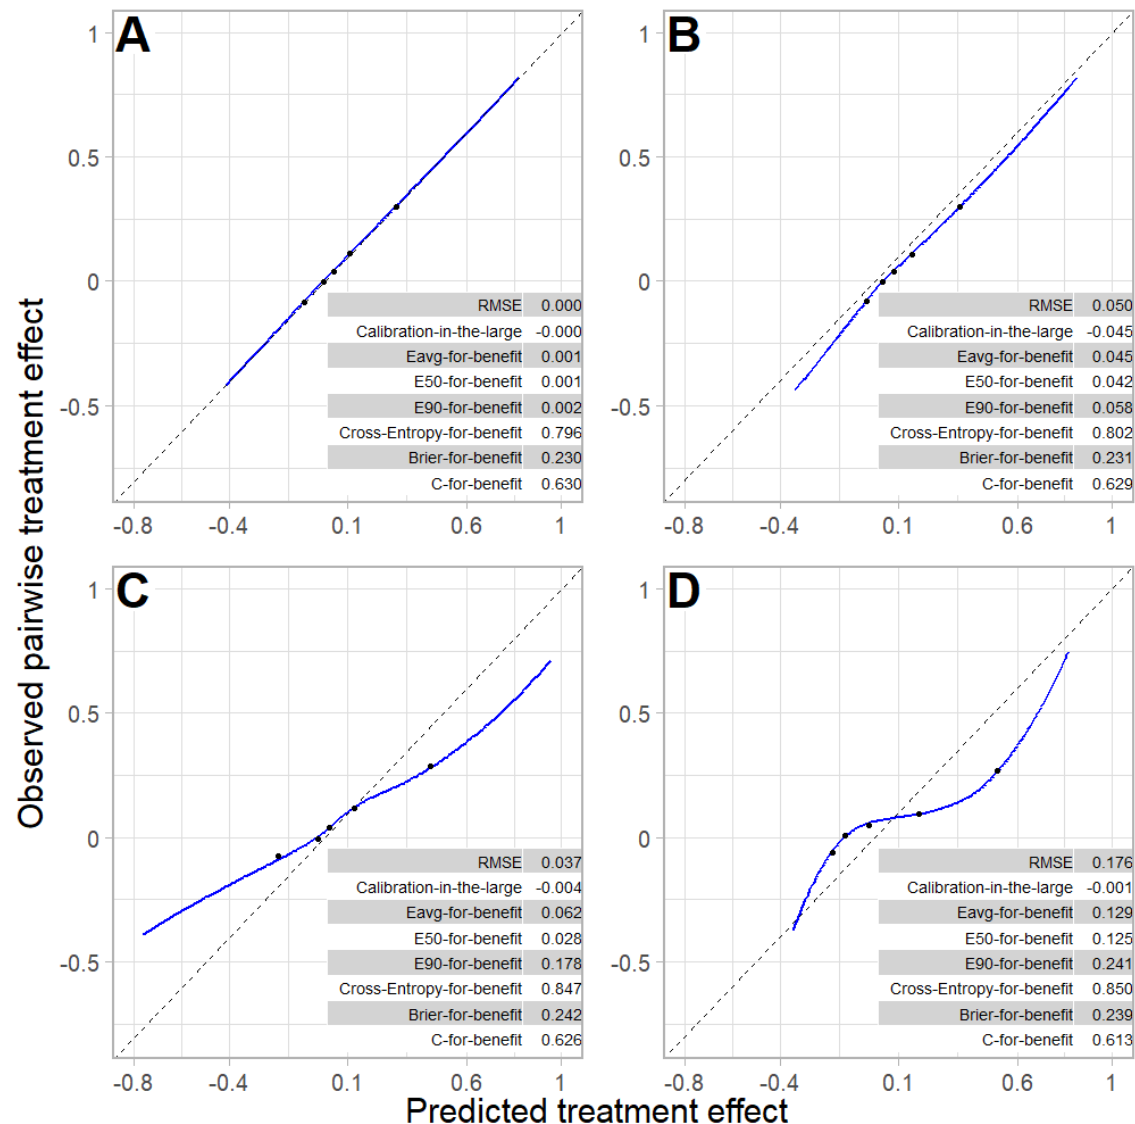 A
1
0.5
0
-0.5
RMSE 0.000
Calibration-in-the-large -0.000
Eavg-for-benefit 0.001
E50-for-benefit 0.001
E90-for-benefit 0.002
Cross-Entropy-for-benefit 0.796
Brier-for-benefit 0.230
C-for-benefit 0.630
-0.8 -0.4 0.1 0.6 1
B
1
0.5
0
-0.5
RMSE 0.050
Calibration-in-the-large -0.045
Eavg-for-benefit 0.045
E50-for-benefit 0.042
E90-for-benefit 0.058
Cross-Entropy-for-benefit 0.802
Brier-for-benefit 0.231
C-for-benefit 0.629
-0.8 -0.4 0.1 0.6 1
Observed pairwise treatment effect
C
1
0.5
0
-0.5
RMSE 0.037
Calibration-in-the-large -0.004
Eavg-for-benefit 0.062
E50-for-benefit 0.028
E90-for-benefit 0.178
Cross-Entropy-for-benefit 0.847
Brier-for-benefit 0.242
C-for-benefit 0.626
-0.8 -0.4 0.1 0.6 1
D
1
0.5
0
-0.5
RMSE 0.176
Calibration-in-the-large -0.001
Eavg-for-benefit 0.129
E50-for-benefit 0.125
E90-for-benefit 0.241
Cross-Entropy-for-benefit 0.850
Brier-for-benefit 0.239
C-for-benefit 0.613
-0.8 -0.4 0.1 0.6 1
Predicted treatment effect